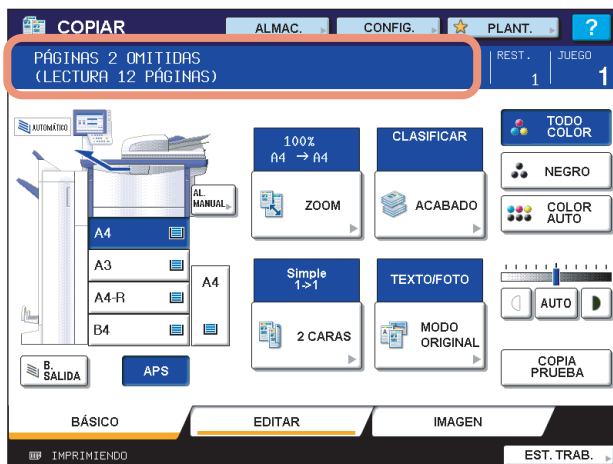 COPIAR
ALMAC.
CONFIG.
PLANT.
?
PÁGINAS 2 OMITIDAS
(LECTURA 12 PÁGINAS)
REST.
1
JUEGO
1
AUTOMÁTICO
AL.
MANUAL
A4
A3
A4-R
B4
A4
B.
SALIDA
APS
100%
A4 → A4
ZOOM
CLASIFICAR
ACABADO
Simple
1->1
2 CARAS
TEXTO/FOTO
MODO
ORIGINAL
TODO
COLOR
NEGRO
COLOR
AUTO
AUTO
COPIA
PRUEBA
BÁSICO
EDITAR
IMAGEN
IMPRIMIENDO
EST. TRAB.